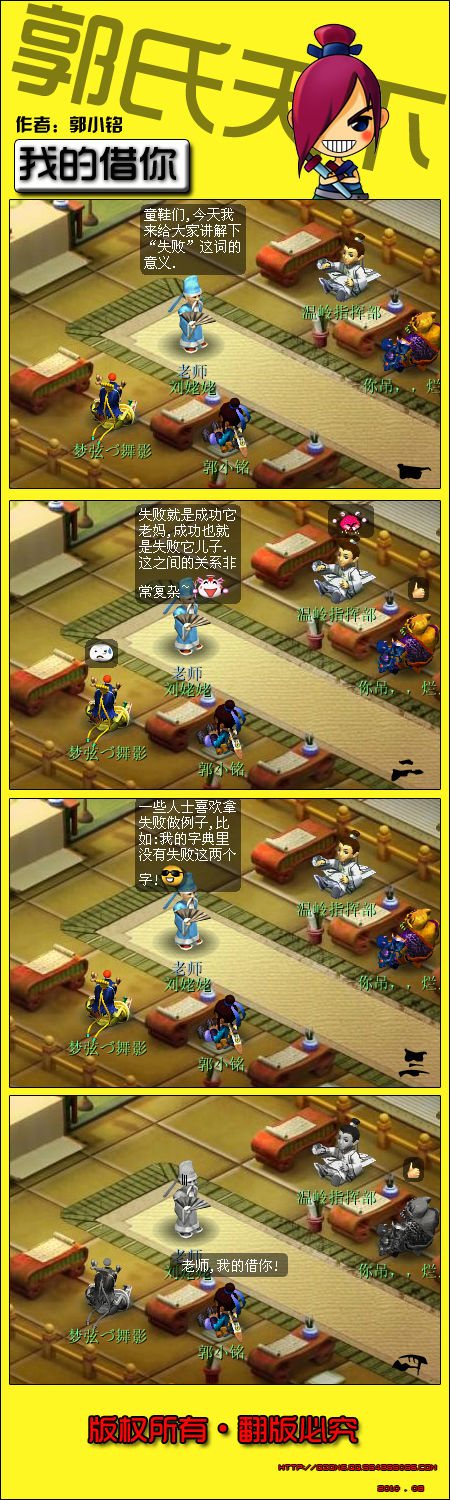 郭氏天下
作者：郭小铭
我的借你
童鞋们,今天我
来给大家讲解下
“失败”这词的
意义.
温岭指挥部
老师
刘姥姥
你吊，，烂
梦弦づ舞影
郭小铭
失败就是成功它
老妈,成功也就
是失败它儿子.
这之间的关系非
常复杂~
温岭指挥部
老师
刘姥姥
你吊，，烂
梦弦づ舞影
郭小铭
一些人士喜欢拿
失败做例子,比
如:我的字典里
没有失败这两个
字!
温岭指挥部
老师
刘姥姥
你吊，，烂
梦弦づ舞影
郭小铭
温岭指挥部
老师
刘姥姥
老师,我的借你!
你吊，，烂
梦弦づ舞影
郭小铭
版权所有·翻版必究